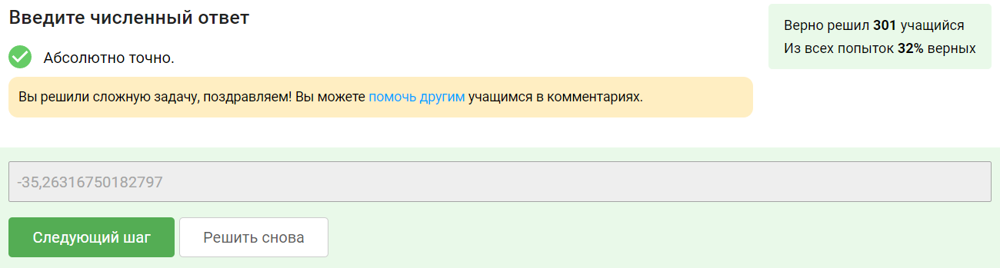 Введите численный ответ
Верно решил 301 учащийся
Из всех попыток 32% верных
Абсолютно точно.
Вы решили сложную задачу, поздравляем! Вы можете помочь другим учащимся в комментариях.
-35,26316750182797
Следующий шаг
Решить снова